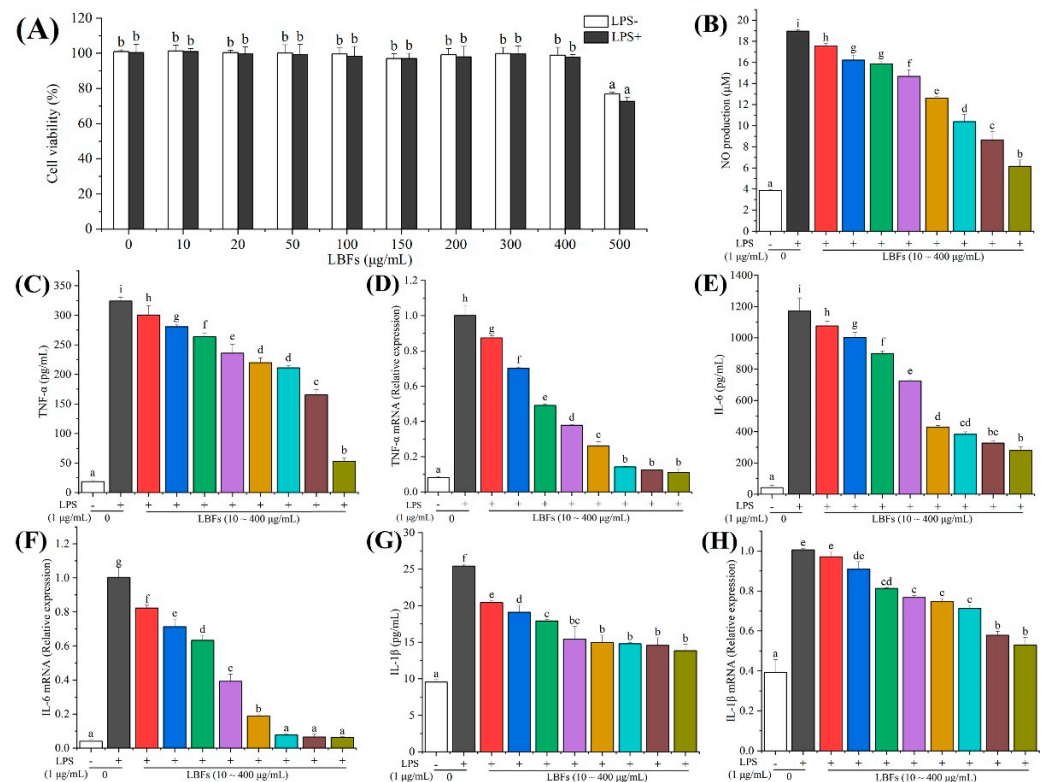 (A)
LPS-
LPS+
Cell viability (%)
120
100
80
60
40
20
0
b b b b b b b b b b b b b b b b b b a a
0 10 20 50 100 150 200 300 400 500
LBFs (μg/mL)
(B)
NO production (μM)
20
18
16
14
12
10
8
6
4
2
0
a i h g g f e d c b
LPS - + + + + + + + + +
(1 μg/mL) 0 LBFs (10 ~ 400 μg/mL)
(C)
TNF-α (pg/mL)
350
325
300
250
200
150
100
50
0
a i h g f e d d c b
LPS - + + + + + + + + +
(1 μg/mL) 0 LBFs (10 ~ 400 μg/mL)
(D)
TNF-α mRNA (Relative expression)
1.2
1.0
0.8
0.6
0.4
0.2
0.0
a h g f e d c b b b
LPS - + + + + + + + + +
(1 μg/mL) 0 LBFs (10 ~ 400 μg/mL)
(E)
IL-6 (pg/mL)
1400
1200
1000
800
600
400
200
0
a i h g f e d cd bc b
LPS - + + + + + + + + +
(1 μg/mL) 0 LBFs (10 ~ 400 μg/mL)
(F)
IL-6 mRNA (Relative expression)
1.2
1.0
0.8
0.6
0.4
0.2
0.0
a g f e d c b a a a
LPS - + + + + + + + + +
(1 μg/mL) 0 LBFs (10 ~ 400 μg/mL)
(G)
IL-1β (pg/mL)
30
25
20
15
10
5
0
a f e d c bc b b b b
LPS - + + + + + + + + +
(1 μg/mL) 0 LBFs (10 ~ 400 μg/mL)
(H)
IL-1β mRNA (Relative expression)
1.0
0.8
0.6
0.4
0.2
0.0
a e e de cd c c c b b
LPS - + + + + + + + + +
(1 μg/mL) 0 LBFs (10 ~ 400 μg/mL)